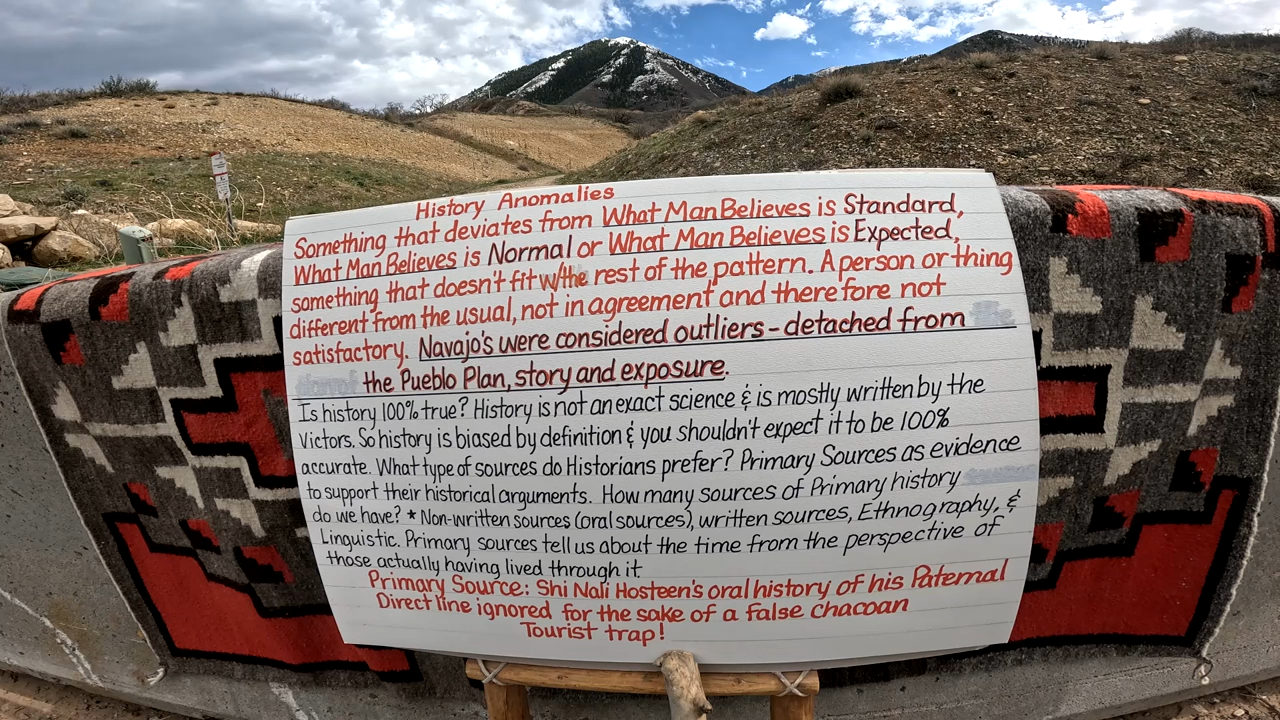 History Anomalies
Something that deviates from What Man Believes is Standard,
What Man Believes is Normal or What Man Believes is Expected,
something that doesn't fit w/the rest of the pattern. A person or thing
different from the usual, not in agreement and therefore not
satisfactory. Navajo's were considered outliers - detached from
the Pueblo Plan, story and exposure.
Is history 100% true? History is not an exact science & is mostly written by the
Victors. So history is biased by definition & you shouldn't expect it to be 100%
accurate. What type of sources do Historians prefer? Primary Sources as evidence
to support their historical arguments. How many sources of Primary history
do we have? * Non-written sources (oral sources), written sources, Ethnography, &
Linguistic. Primary sources tell us about the time from the perspective of
those actually having lived through it.
Primary Source: Shi Nali Hosteen's oral history of his Paternal
Direct line ignored for the sake of a false Chacoan
Tourist trap!